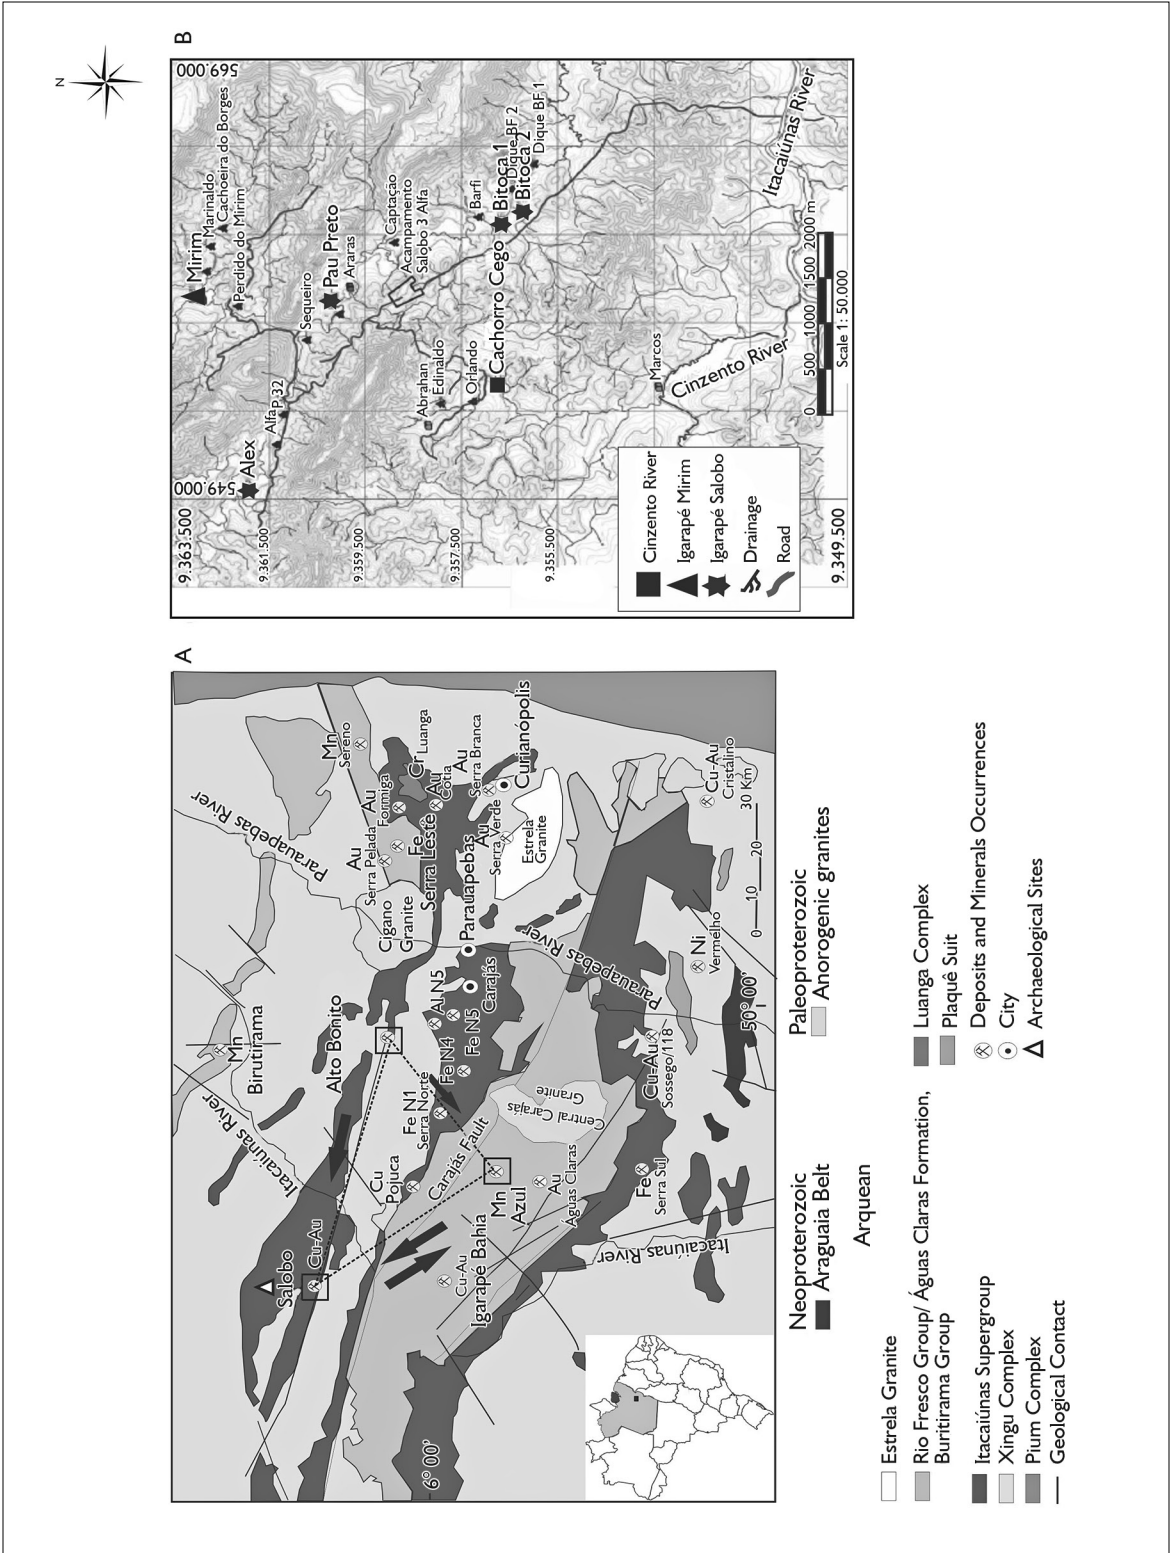 A
Mn
Sereno
Parauapebas River
Au
Formiga
Cr
Luanga
Au
Serra Pelada
Fe
Serra Leste
Au
Cotia
Au
Serra Branca
Curianópolis
Au
Serra Verde
Estrela
Granite
Cigano
Granite
Parauapebas
Cu-Au
Cristalino
0
10
20
30 Km
Mn
Birutirama
Itacaiúnas River
Alto Bonito
Al N5
Fe N4
Fe N5
Carajás
Parauapebas River
Ni
Vermelho
50° 00'
Fe N1
Serra Norte
Carajás Fault
Central Carajás
Granite
Cu-Au
Sossego/118
Cu
Pojuca
Mn
Azul
Au
Águas Claras
Fe
Serra Sul
Salobo
Cu-Au
Cu-Au
Igarapé Bahia
Itacaiúnas River
6° 00'
Neoproterozoic
Araguaia Belt
Paleoproterozoic
Anorogenic granites
Arquean
Estrela Granite
Rio Fresco Group/ Águas Claras Formation,
Buritirama Group
Itacaiúnas Supergroup
Xingu Complex
Pium Complex
Geological Contact
Luanga Complex
Plaquê Suit
Deposits and Minerals Occurrences
City
Archaeological Sites
B
N
569.000
549.000
9.363.500
9.361.500
9.359.500
9.357.500
9.355.500
9.349.500
Mirim
Marinaldo
Cachoeira do Borges
Perdido do Mirim
Alex
Alfa
P 32
Sequeiro
Pau Preto
Araras
Captação
Acampamento
Salobo 3 Alfa
Abrahan
Edinaldo
Orlando
Cachorro Cego
Barfi
Bitoca 1
Dique BF 2
Bitoca 2
Dique BF 1
Marcos
Cinzento River
Itacaiúnas River
0
500
1000
1500
2000 m
Scale 1: 50.000
Cinzento River
Igarapé Mirim
Igarapé Salobo
Drainage
Road